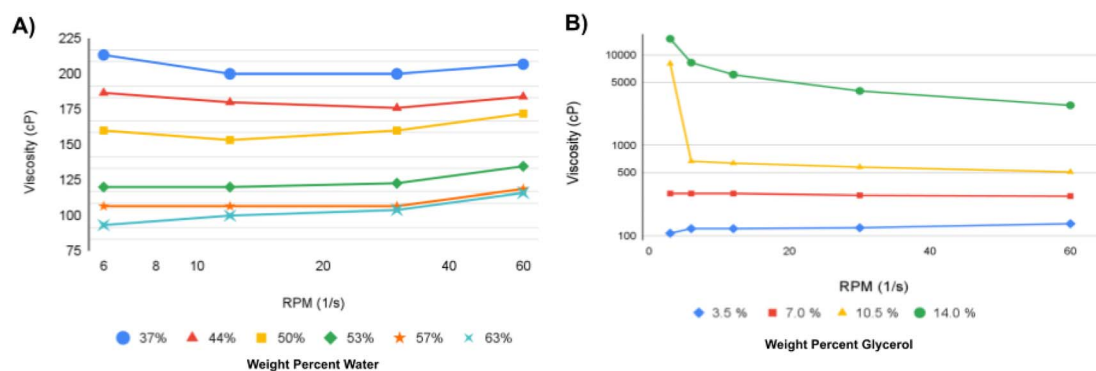 A)
225
200
175
150
125
100
75
Viscosity (cP)
6 8 10 20 40 60
RPM (1/s)
37% 44% 50% 53% 57% 63%
Weight Percent Water
B)
10000
5000
1000
500
100
Viscosity (cP)
0 20 40 60
RPM (1/s)
3.5 % 7.0 % 10.5 % 14.0 %
Weight Percent Glycerol